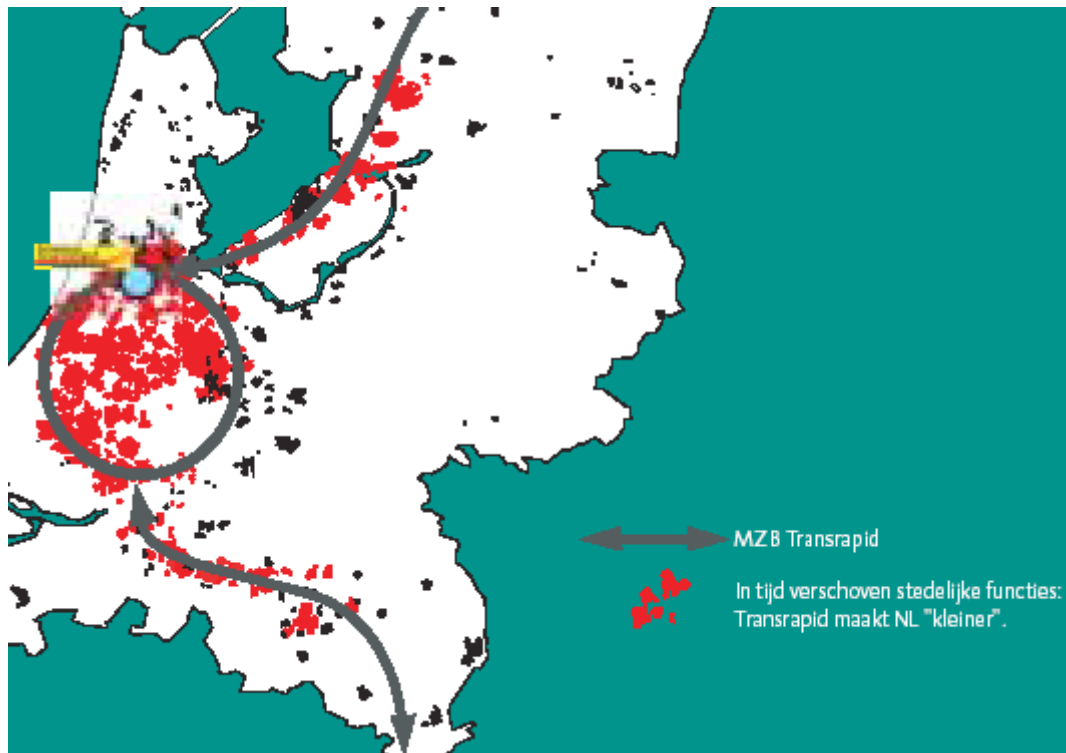 MZB Transrapid
In tijd verschoven stedelijke functies:
Transrapid maakt NL "kleiner".